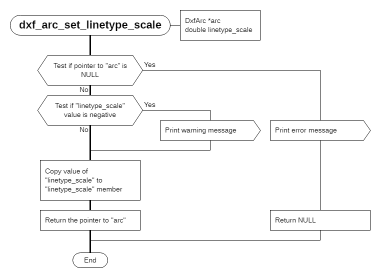 dxf_arc_set_linetype_scale
DxfArc *arc
double linetype_scale
Test if pointer to "arc" is
NULL
Yes
No
Test if "linetype_scale"
value is negative
Yes
No
Print warning message
Print error message
Copy value of
"linetype_scale" to
"linetype_scale" member
Return the pointer to "arc"
Return NULL
End